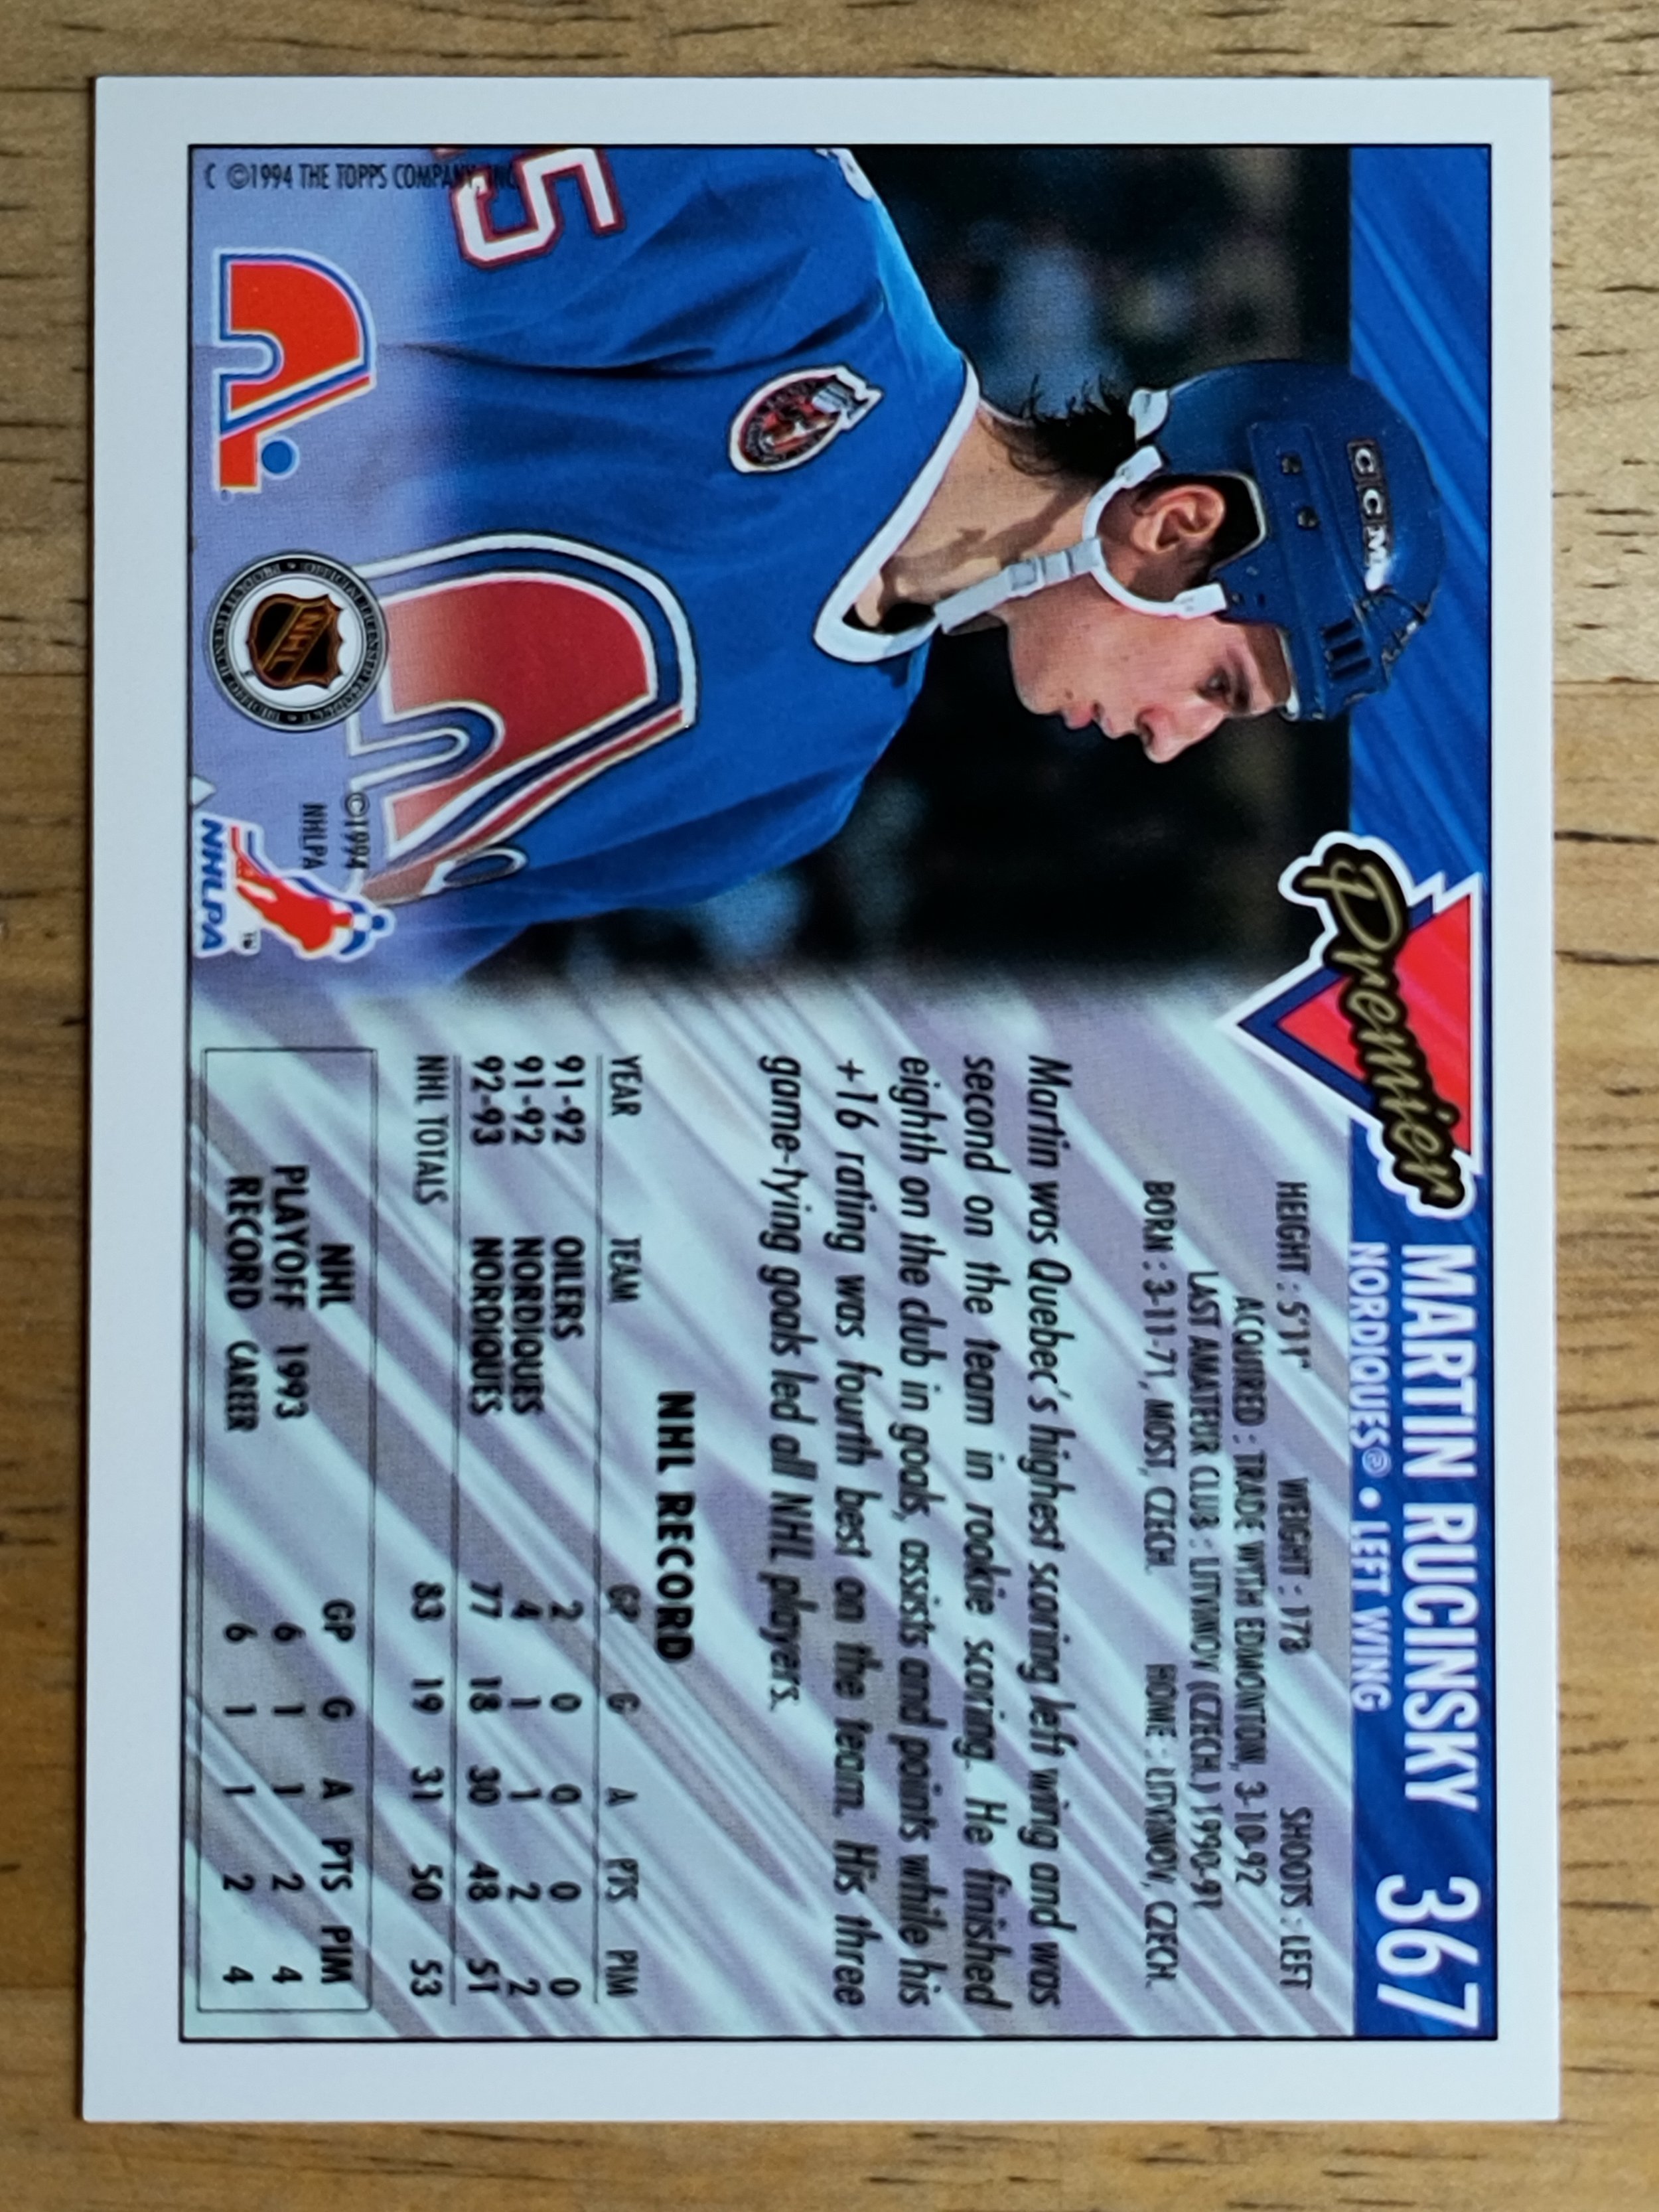 Premier
MARTIN RUCINSKY 367
NORDIQUES® • LEFT WING
HEIGHT : 5'11" WEIGHT : 178 SHOOTS : LEFT
ACQUIRED : TRADE WITH EDMONTON, 3-10-92
LAST AMATEUR CLUB : LITVINOV (CZECH.) 1990-91
BORN : 3-11-71, MOST, CZECH. HOME : LITVINOV, CZECH.
Martin was Quebec's highest scoring left wing and was
second on the team in rookie scoring. He finished
eighth on the club in goals, assists and points while his
+16 rating was fourth best on the team. His three
game-tying goals led all NHL players.
NHL RECORD
YEAR TEAM GP G A PTS PIM
91-92 OILERS 2 0 0 0 0
91-92 NORDIQUES 4 1 1 2 2
92-93 NORDIQUES 77 18 30 48 51
NHL TOTALS 83 19 31 50 53
NHL GP G A PTS PIM
PLAYOFF 1993 6 1 1 2 4
RECORD CAREER 6 1 1 2 4
CCM
5
©1994
NHLPA
NHLPA™
NHL
OFFICIAL LICENSED PRODUCT
C ©1994 THE TOPPS COMPANY, INC.